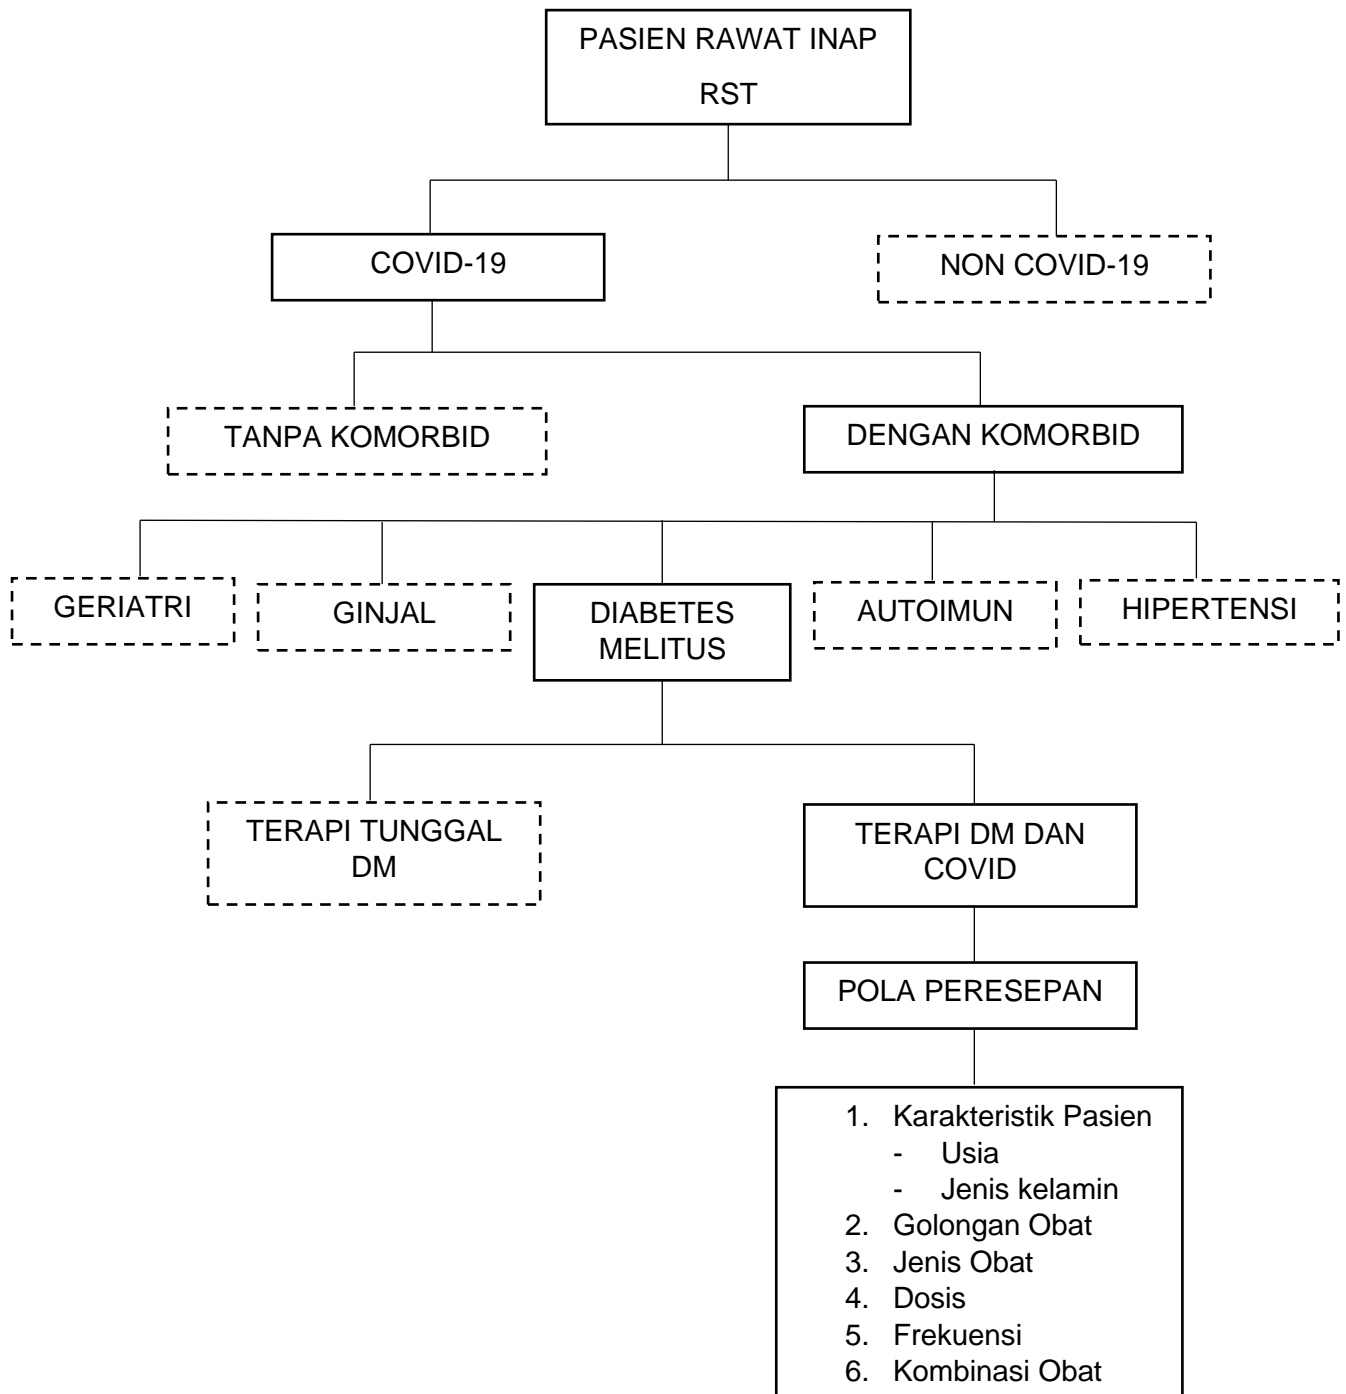 PASIEN RAWAT INAP
RST
COVID-19
NON COVID-19
TANPA KOMORBID
DENGAN KOMORBID
GERIATRI
GINJAL
DIABETES
MELITUS
AUTOIMUN
HIPERTENSI
TERAPI TUNGGAL
DM
TERAPI DM DAN
COVID
POLA PERESEPAN
1. Karakteristik Pasien
- Usia
- Jenis kelamin
2. Golongan Obat
3. Jenis Obat
4. Dosis
5. Frekuensi
6. Kombinasi Obat